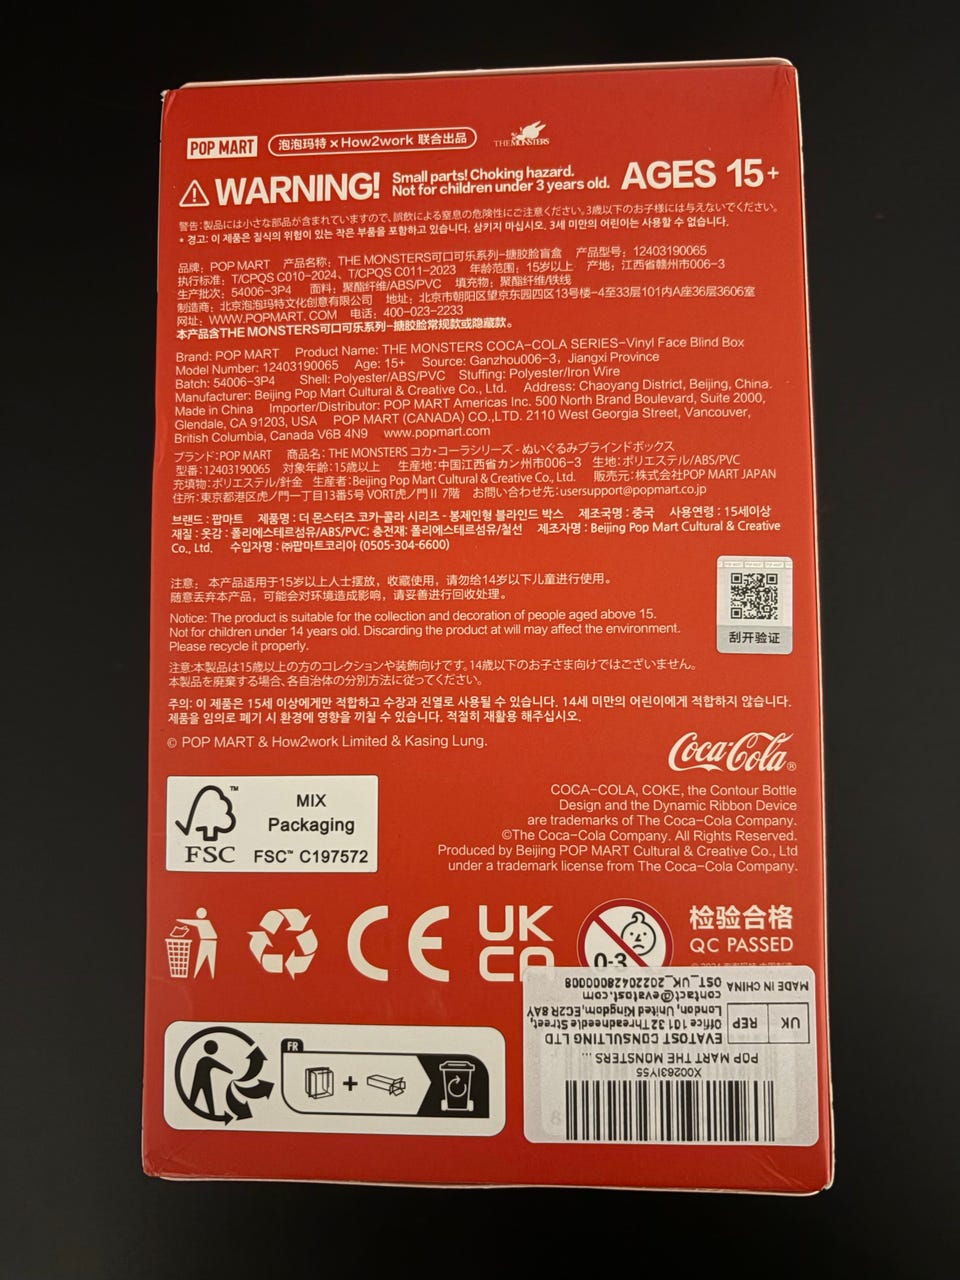 POP MART 泡泡玛特×How2work 联合出品 THE MONSTERS
WARNING! Small parts! Choking hazard. AGES 15+
Not for children under 3 years old.
警告:製品には小さな部品が含まれていますので、誤飲による窒息の危険性にご注意ください。3歳以下のお子様には与えないでください。
* 경고: 이 제품은 질식의 위험이 있는 작은 부품을 포함하고 있습니다. 삼키지 마십시오. 3세 미만의 어린이는 사용할 수 없습니다.
品牌：POP MART 产品名称：THE MONSTERS可口可乐系列-搪胶脸盲盒 产品型号：12403190065
执行标准：T/CPQS C010-2024、T/CPQS C011-2023 年龄范围：15岁以上 产地：江西省赣州市006-3
生产批次：54006-3P4 面料：聚酯纤维/ABS/PVC 填充物：聚酯纤维/铁线
制造商：北京泡泡玛特文化创意有限公司 地址：北京市朝阳区望京东园四区13号楼-4至33层101内A座36层3606室
网址：WWW.POPMART.COM 电话：400-023-2233
本产品含THE MONSTERS可口可乐系列-搪胶脸常规款或隐藏款。
Brand: POP MART Product Name: THE MONSTERS COCA-COLA SERIES-Vinyl Face Blind Box
Model Number: 12403190065 Age: 15+ Source: Ganzhou006-3, Jiangxi Province
Batch: 54006-3P4 Shell: Polyester/ABS/PVC Stuffing: Polyester/Iron Wire
Manufacturer: Beijing Pop Mart Cultural & Creative Co., Ltd. Address: Chaoyang District, Beijing, China.
Made in China Importer/Distributor: POP MART Americas Inc. 500 North Brand Boulevard, Suite 2000,
Glendale, CA 91203, USA POP MART (CANADA) CO.,LTD. 2110 West Georgia Street, Vancouver,
British Columbia, Canada V6B 4N9 www.popmart.com
ブランド:POP MART 商品名: THE MONSTERS コカ・コーラシリーズ - ぬいぐるみブラインドボックス
型番:12403190065 対象年齢:15歳以上 生産地:中国江西省カン州市006-3 生地:ポリエステル/ABS/PVC
充填物:ポリエステル/針金 生産者:Beijing Pop Mart Cultural & Creative Co., Ltd. 販売元:株式会社POP MART JAPAN
住所:東京都港区虎ノ門一丁目13番5号 VORT虎ノ門Ⅱ 7階 お問い合わせ先:usersupport@popmart.co.jp
브랜드 : 팝마트 제품명 : 더 몬스터즈 코카-콜라 시리즈 - 봉제인형 블라인드 박스 제조국명 : 중국 사용연령 : 15세이상
재질 : 옷감 : 폴리에스테르섬유/ABS/PVC; 충전재: 폴리에스테르섬유/철선 제조자명 : Beijing Pop Mart Cultural & Creative
Co., Ltd. 수입자명 : ㈜팝마트코리아 (0505-304-6600)
注意：本产品适用于15岁以上人士摆放，收藏使用，请勿给14岁以下儿童进行使用。
随意丢弃本产品，可能会对环境造成影响，请妥善进行回收处理。
Notice: The product is suitable for the collection and decoration of people aged above 15.
Not for children under 14 years old. Discarding the product at will may affect the environment.
Please recycle it properly.
刮开验证
注意:本製品は15歳以上の方のコレクションや装飾向けです。14歳以下のお子さま向けではございません。
本製品を廃棄する場合、各自治体の分別方法に従ってください。
주의: 이 제품은 15세 이상에게만 적합하고 수장과 진열로 사용될 수 있습니다. 14세 미만의 어린이에게 적합하지 않습니다.
제품을 임의로 폐기 시 환경에 영향을 끼칠 수 있습니다. 적절히 재활용 해주십시오.
© POP MART & How2work Limited & Kasing Lung.
Coca-Cola®
COCA-COLA, COKE, the Contour Bottle
Design and the Dynamic Ribbon Device
are trademarks of The Coca-Cola Company.
©The Coca-Cola Company. All Rights Reserved.
Produced by Beijing POP MART Cultural & Creative Co., Ltd
under a trademark license from The Coca-Cola Company.
FSC™
MIX
Packaging
FSC™ C197572
CE UKCA 0-3
检验合格
QC PASSED
FR
X00263IY55
POP MART THE MONSTERS ...
UK REP
EVATOST CONSULTING LTD
Office 101 32 Threadneedle Street,
London, United Kingdom, EC2R 8AY
contact@evatost.com
MADE IN CHINA OST_UK_20220428000008